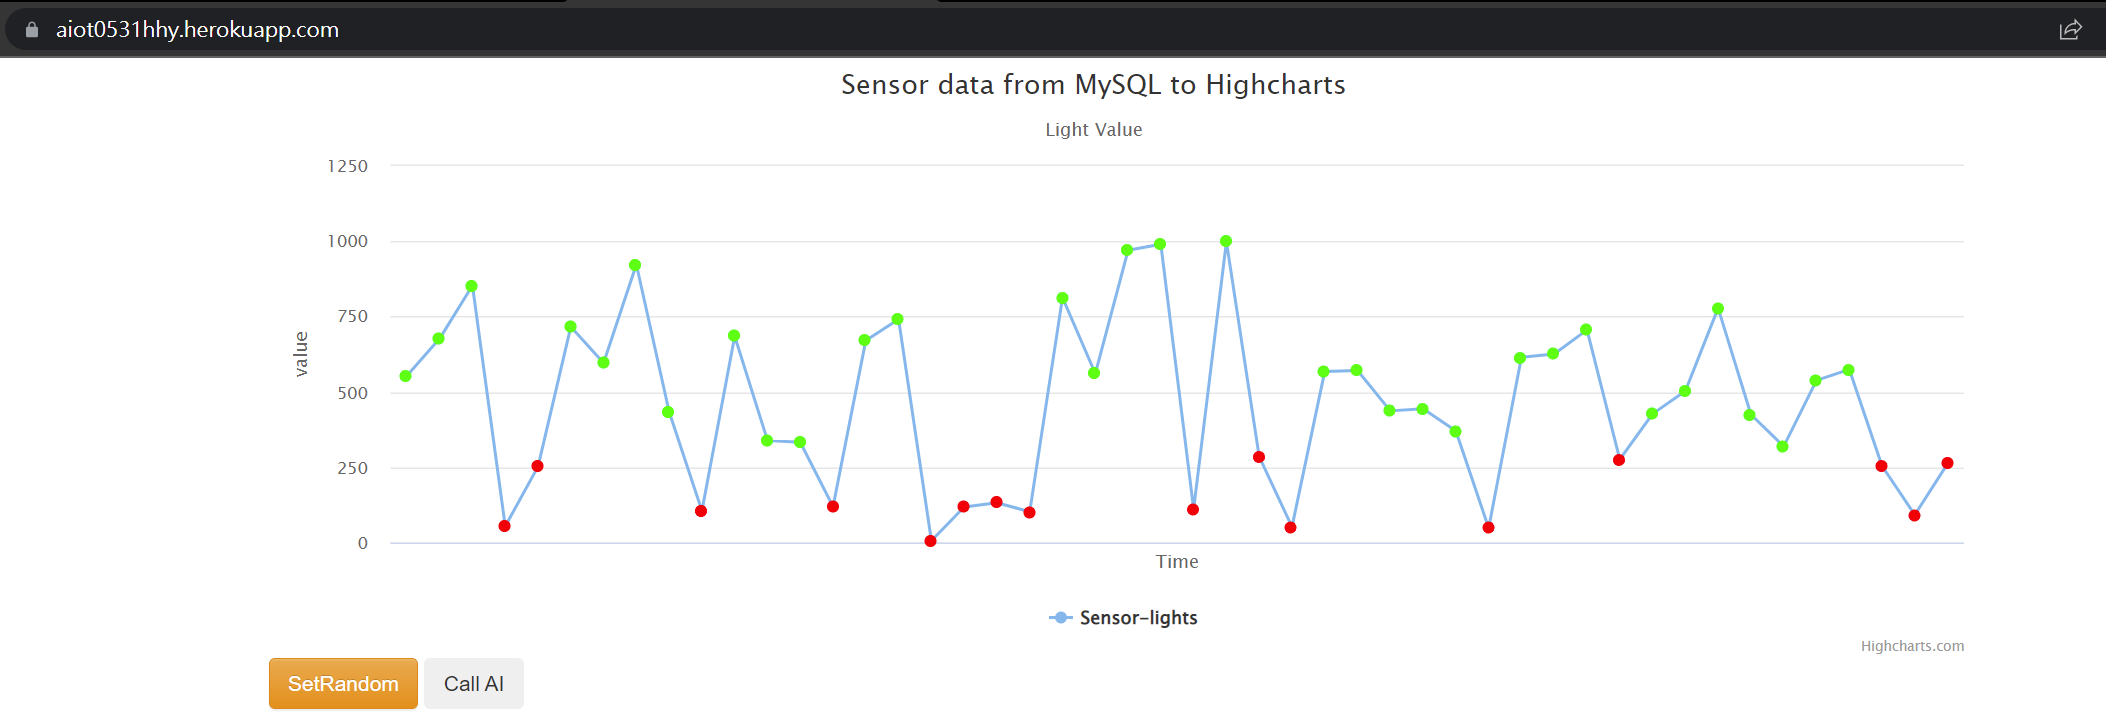 aiot0531hhy.herokuapp.com
Sensor data from MySQL to Highcharts
Light Value
1250
1000
750
500
250
0
value
Time
Sensor-lights
Highcharts.com
SetRandom
Call AI